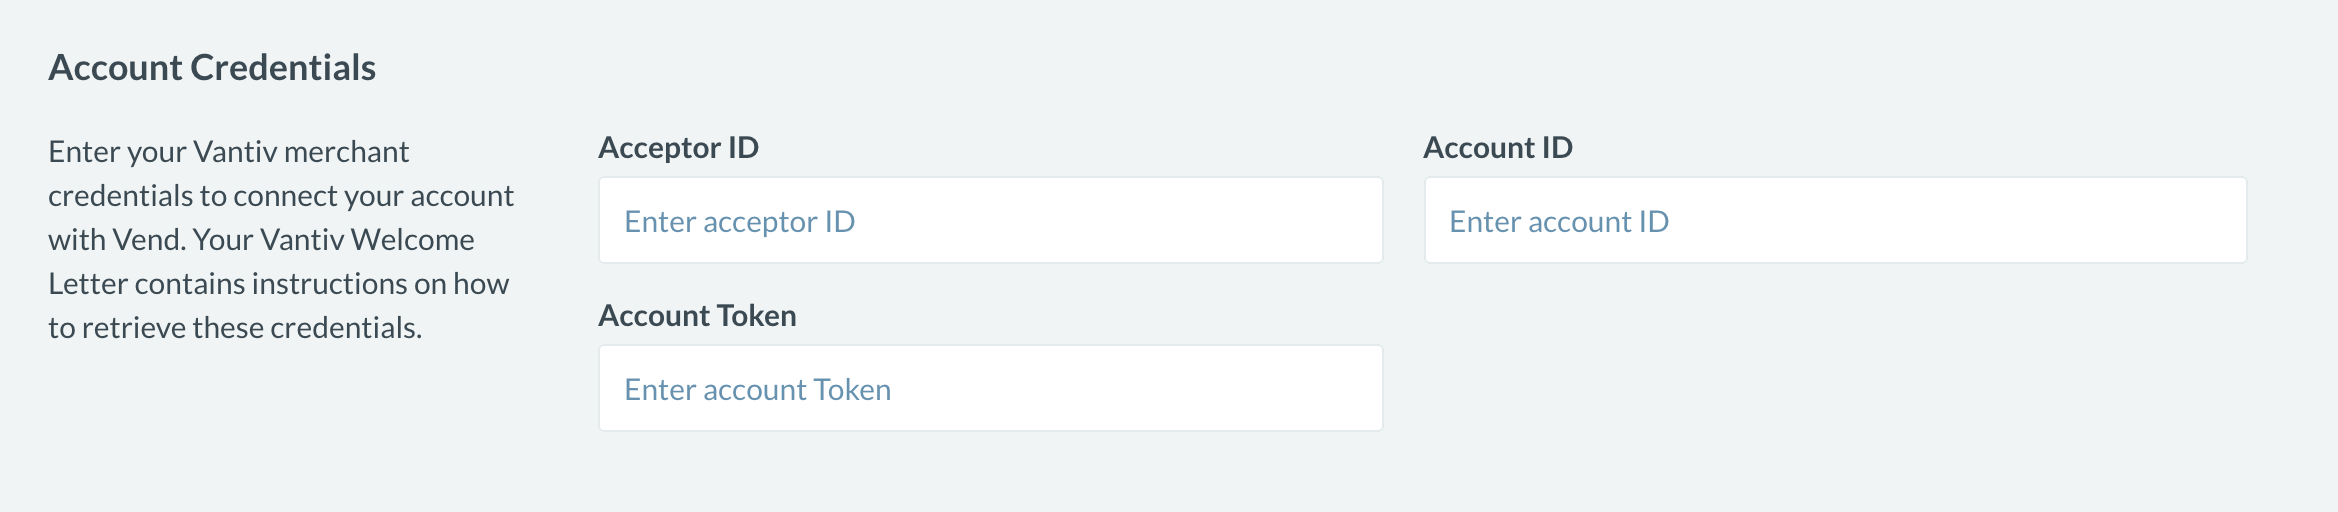 Account Credentials
Enter your Vantiv merchant
credentials to connect your account
with Vend. Your Vantiv Welcome
Letter contains instructions on how
to retrieve these credentials.
Acceptor ID
Enter acceptor ID
Account ID
Enter account ID
Account Token
Enter account Token